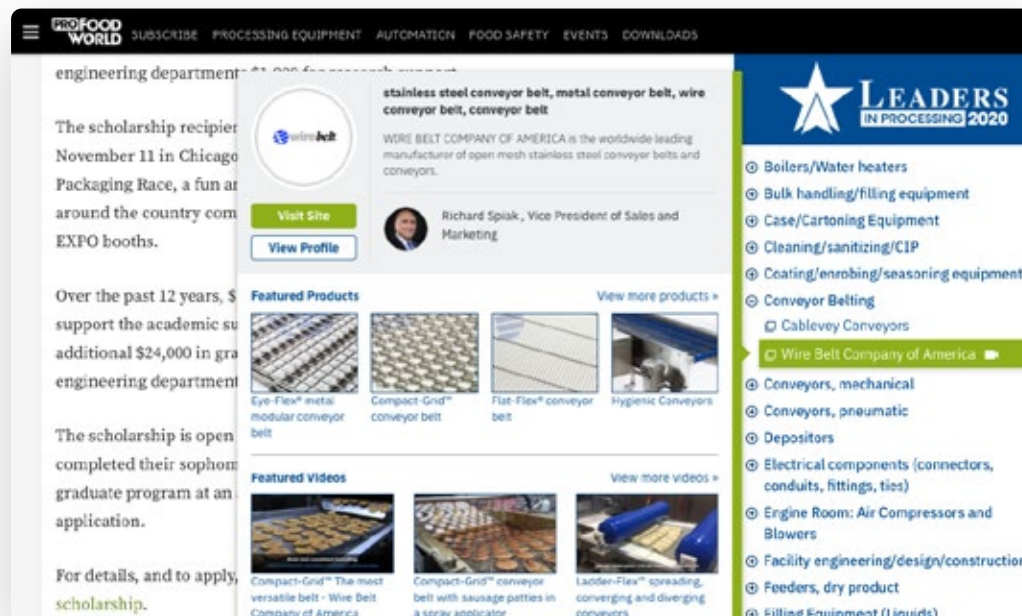 PROFOOD WORLD SUBSCRIBE PROCESSING EQUIPMENT AUTOMATION FOOD SAFETY EVENTS DOWNLOADS
The scholarship recipier
November 11 in Chicago
Packaging Race, a fun ar
around the country com
EXPO booths.
Over the past 12 years, $
support the academic su
additional $24,000 in gra
engineering department
The scholarship is open
completed their sophom
graduate program at an
application.
For details, and to apply,
scholarship.
wirebelt
Visit Site
View Profile
stainless steel conveyor belt, metal conveyor belt, wire
conveyor belt, conveyor belt
WIRE BELT COMPANY OF AMERICA is the worldwide leading
manufacturer of open mesh stainless steel conveyor belts and
conveyors.
Richard Spiak, Vice President of Sales and
Marketing
Featured Products View more products »
Eye-Flex® metal
modular conveyor
belt
Compact-Grid™
conveyor belt
Flat-Flex® conveyor
belt
Hygienic Conveyors
Featured Videos View more videos »
Compact-Grid™ The most
versatile belt - Wire Belt
Company of America
Compact-Grid™ conveyor
belt with sausage patties in
a spray applicator
Ladder-Flex™ spreading,
converging and diverging
conveyors
LEADERS
IN PROCESSING 2020
Boilers/Water heaters
Bulk handling/filling equipment
Case/Cartoning Equipment
Cleaning/sanitizing/CIP
Coating/enrobing/seasoning equipment
Conveyor Belting
Cablevey Conveyors
Wire Belt Company of America
Conveyors, mechanical
Conveyors, pneumatic
Depositors
Electrical components (connectors,
conduits, fittings, ties)
Engine Room: Air Compressors and
Blowers
Facility engineering/design/construction
Feeders, dry product
Filling Equipment (Liquids)